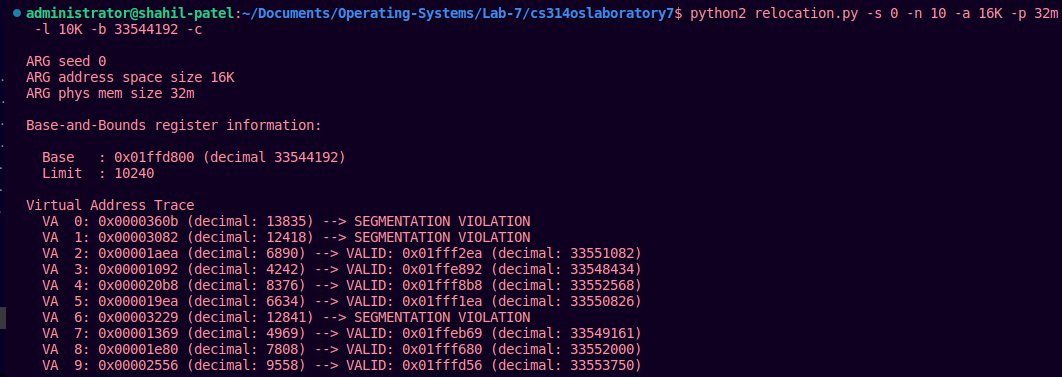 administrator@shahil-patel:~/Documents/Operating-Systems/Lab-7/cs314oslaboratory7$ python2 relocation.py -s 0 -n 10 -a 16K -p 32m
-l 10K -b 33544192 -c
ARG seed 0
ARG address space size 16K
ARG phys mem size 32m
Base-and-Bounds register information:
Base   : 0x01ffd800 (decimal 33544192)
Limit  : 10240
Virtual Address Trace
VA  0: 0x0000360b (decimal: 13835) --> SEGMENTATION VIOLATION
VA  1: 0x00003082 (decimal: 12418) --> SEGMENTATION VIOLATION
VA  2: 0x00001aea (decimal: 6890) --> VALID: 0x01fff2ea (decimal: 33551082)
VA  3: 0x00001092 (decimal: 4242) --> VALID: 0x01ffe892 (decimal: 33548434)
VA  4: 0x000020b8 (decimal: 8376) --> VALID: 0x01fff8b8 (decimal: 33552568)
VA  5: 0x000019ea (decimal: 6634) --> VALID: 0x01fff1ea (decimal: 33550826)
VA  6: 0x00003229 (decimal: 12841) --> SEGMENTATION VIOLATION
VA  7: 0x00001369 (decimal: 4969) --> VALID: 0x01ffeb69 (decimal: 33549161)
VA  8: 0x00001e80 (decimal: 7808) --> VALID: 0x01fff680 (decimal: 33552000)
VA  9: 0x00002556 (decimal: 9558) --> VALID: 0x01fffd56 (decimal: 33553750)